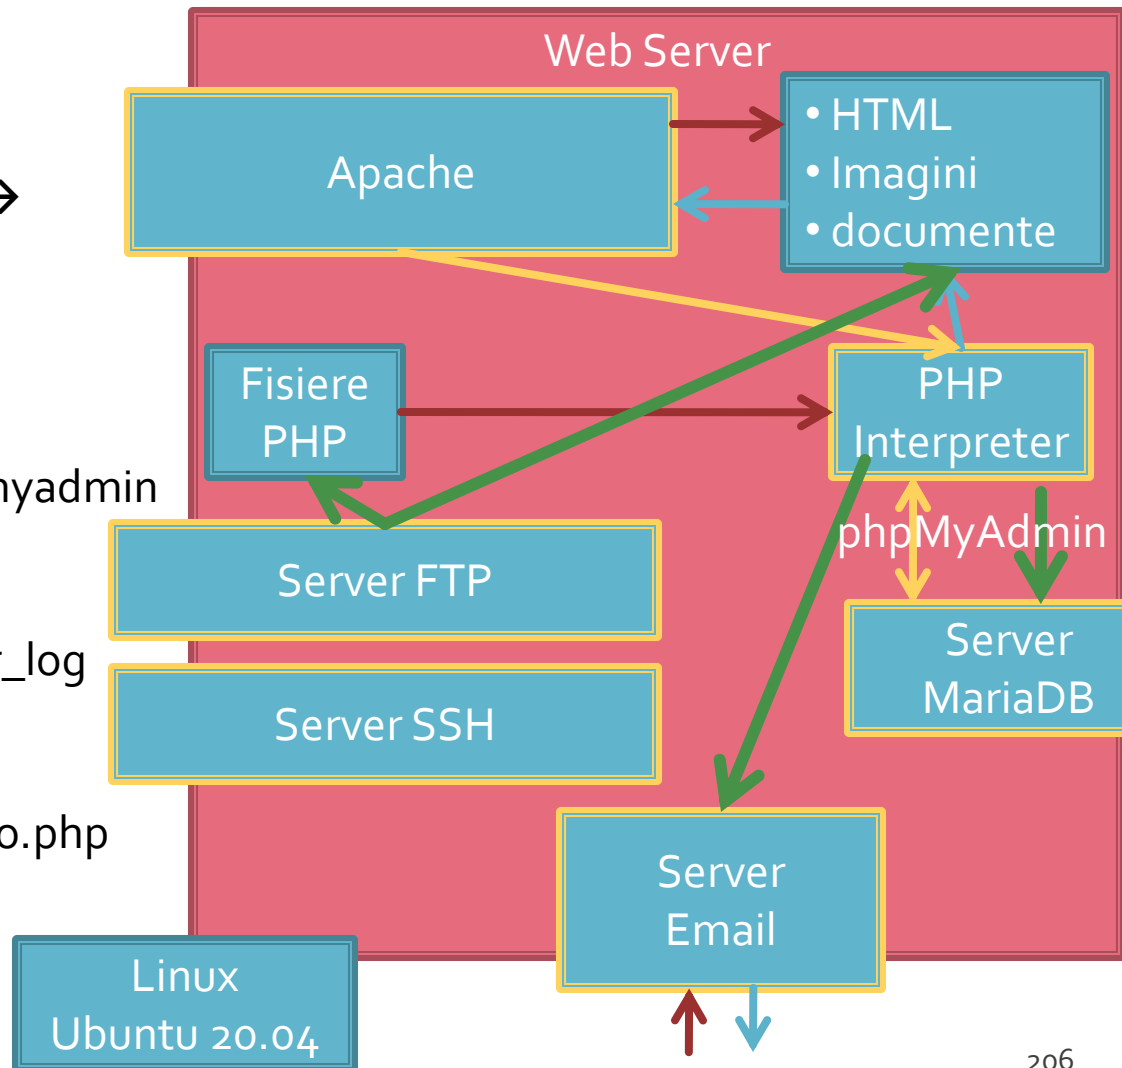 Web Server
Apache
• HTML
• Imagini
• documente
→
Fisiere
PHP
PHP
Interpreter
nyadmin
phpMyAdmin
Server FTP
Server
MariaDB
_log
Server SSH
o.php
Server
Email
Linux
Ubuntu 20.04
206